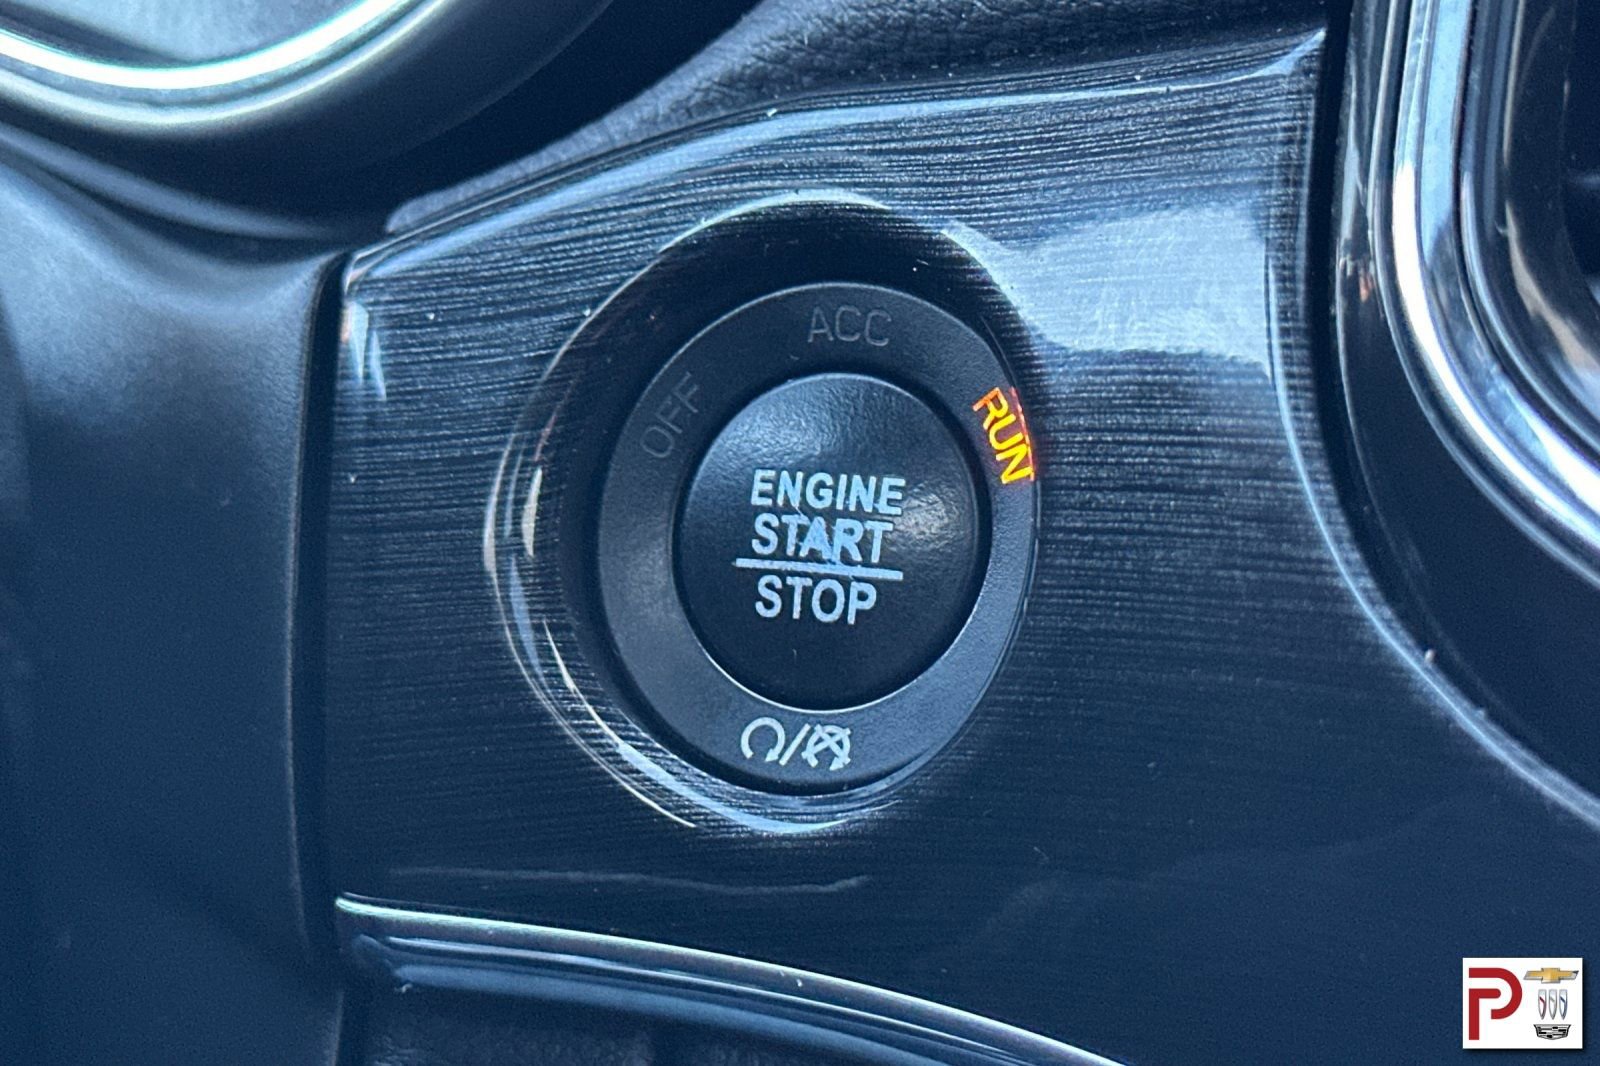 ACC
OFF
RUN
ENGINE
START
STOP
P